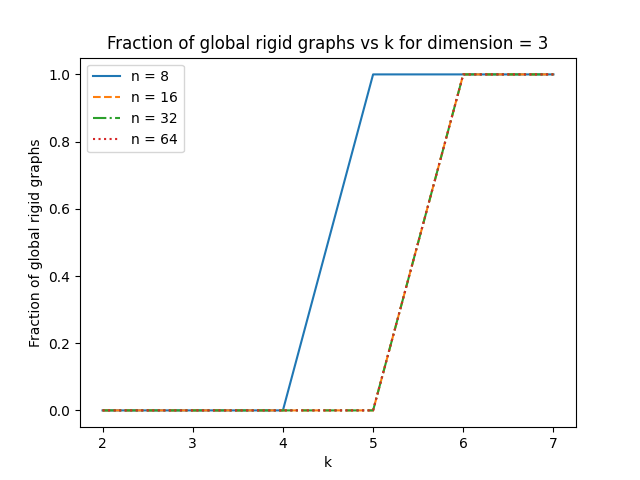 Fraction of global rigid graphs vs k for dimension = 3
n = 8
n = 16
n = 32
n = 64
Fraction of global rigid graphs
1.0
0.8
0.6
0.4
0.2
0.0
2 3 4 5 6 7
k